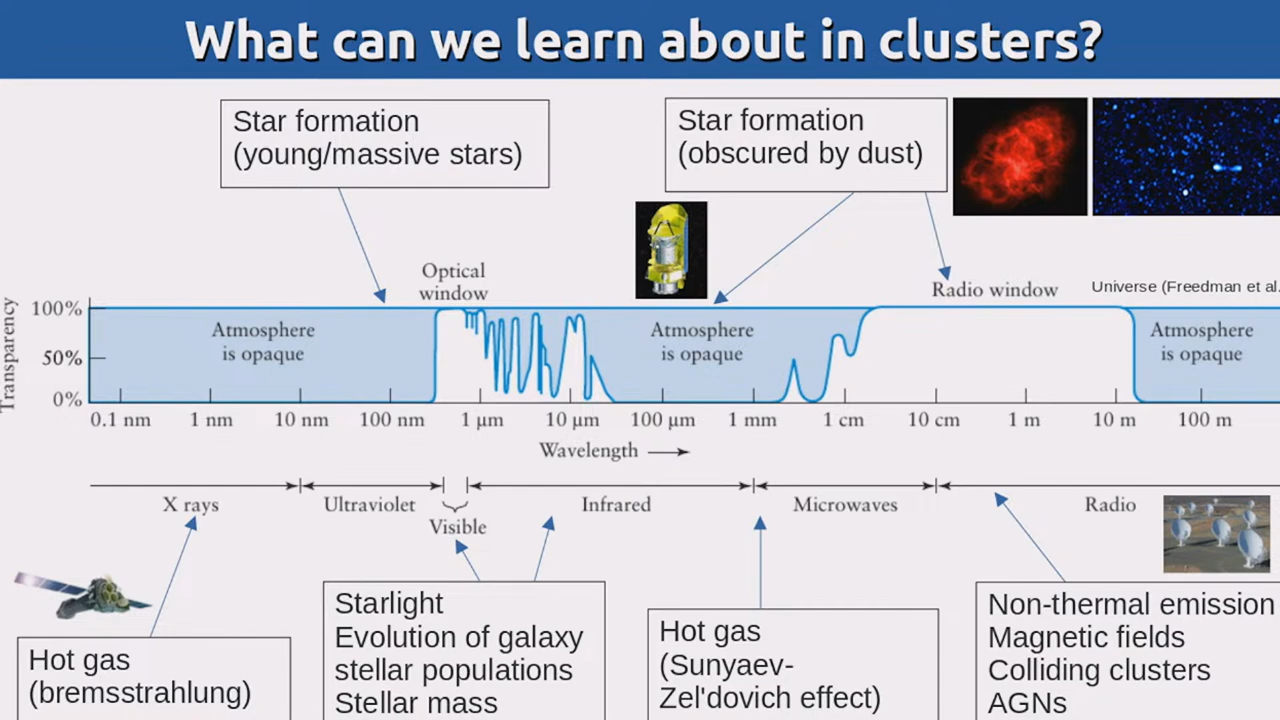 What can we learn about in clusters?
Star formation
(young/massive stars)
Star formation
(obscured by dust)
Optical
window
Radio window
Universe (Freedman et al.
Transparency
100%
50%
0%
Atmosphere
is opaque
Atmosphere
is opaque
Atmosphere
is opaque
0.1 nm 1 nm 10 nm 100 nm 1 μm 10 μm 100 μm 1 mm 1 cm 10 cm 1 m 10 m 100 m
Wavelength
X rays Ultraviolet Visible Infrared Microwaves Radio
Hot gas
(bremsstrahlung)
Starlight
Evolution of galaxy
stellar populations
Stellar mass
Hot gas
(Sunyaev-
Zel'dovich effect)
Non-thermal emission
Magnetic fields
Colliding clusters
AGNs